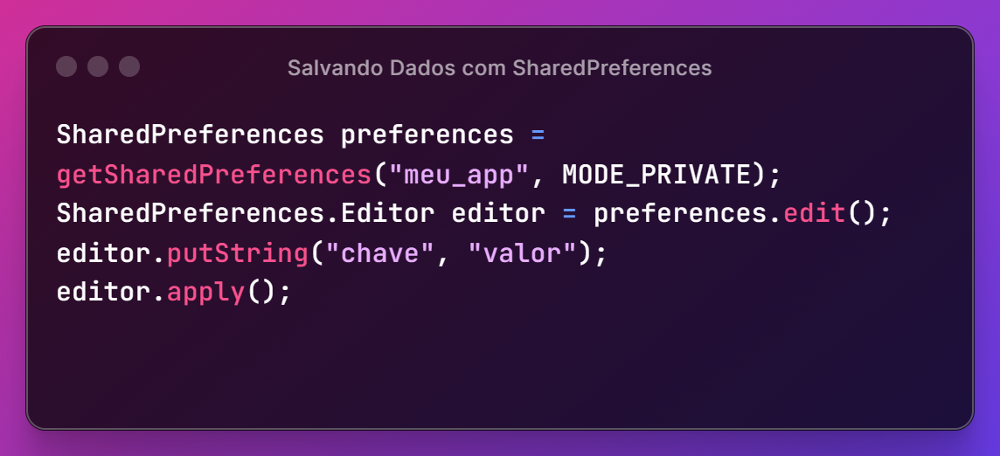 Salvando Dados com SharedPreferences
SharedPreferences preferences =
getSharedPreferences("meu_app", MODE_PRIVATE);
SharedPreferences.Editor editor = preferences.edit();
editor.putString("chave", "valor");
editor.apply();